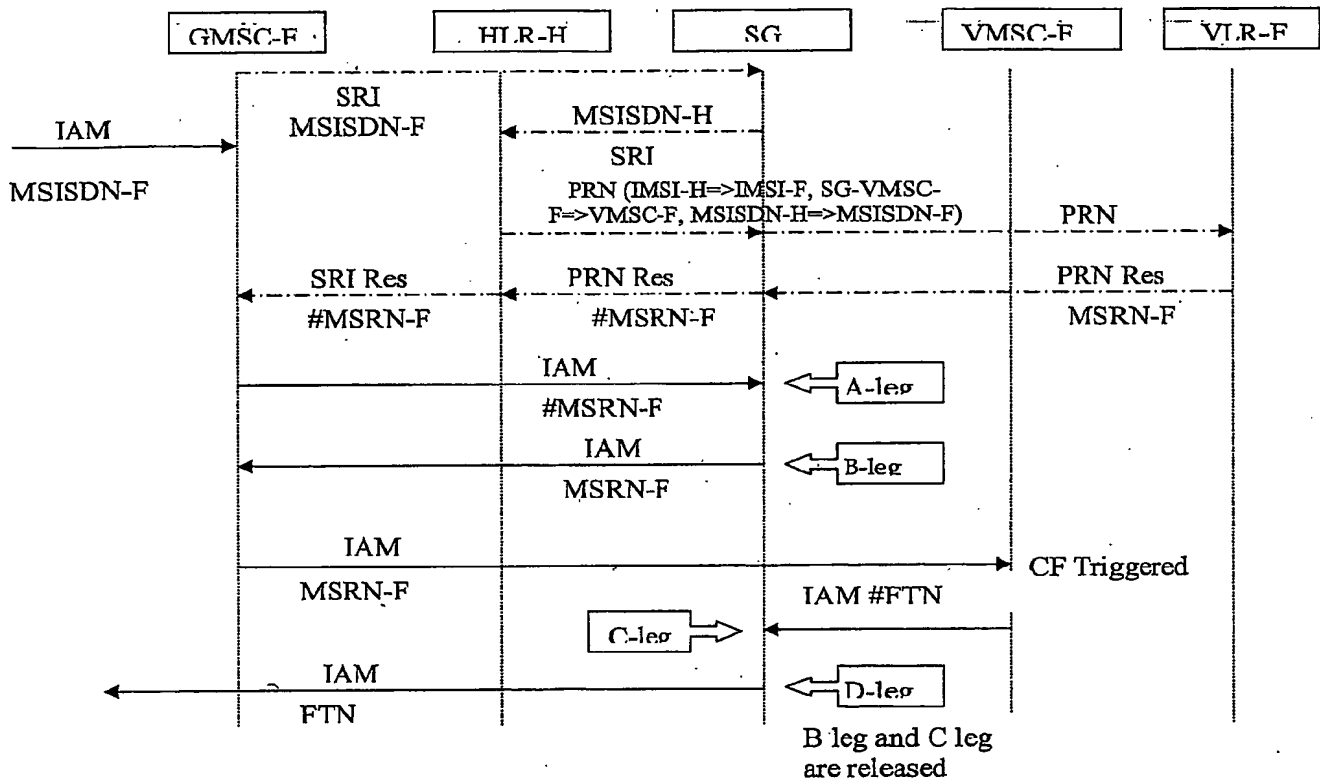 GMSC-F
HLR-H
SG
VMSC-F
VLR-F
SRI
MSISDN-F
MSISDN-H
IAM
SRI
MSISDN-F
PRN (IMSI-H=>IMSI-F, SG-VMSC-
F=>VMSC-F, MSISDN-H=>MSISDN-F)
PRN
SRI Res
PRN Res
PRN Res
#MSRN-F
#MSRN-F
MSRN-F
IAM
A-leg
#MSRN-F
IAM
B-leg
MSRN-F
IAM
CF Triggered
MSRN-F
IAM #FTN
C-leg
IAM
D-leg
FTN
B leg and C leg
are released